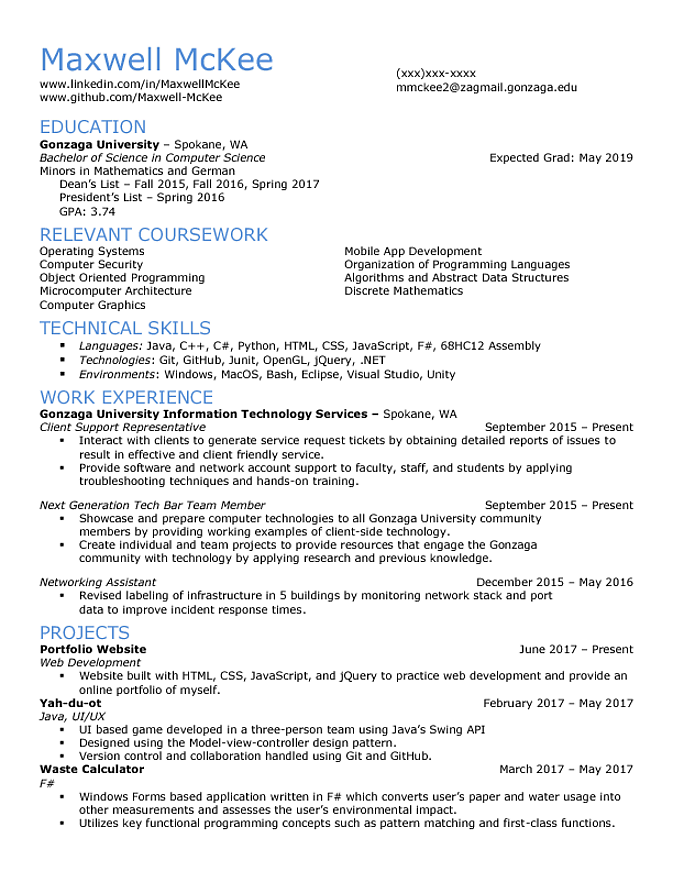 Maxwell McKee
www.linkedin.com/in/MaxwellMcKee
www.github.com/Maxwell-McKee
(xxx)xxx-xxxx
mmckee2@zagmail.gonzaga.edu
EDUCATION
Gonzaga University – Spokane, WA
Bachelor of Science in Computer Science Expected Grad: May 2019
Minors in Mathematics and German
Dean's List – Fall 2015, Fall 2016, Spring 2017
President's List – Spring 2016
GPA: 3.74
RELEVANT COURSEWORK
Operating Systems
Computer Security
Object Oriented Programming
Microcomputer Architecture
Computer Graphics
Mobile App Development
Organization of Programming Languages
Algorithms and Abstract Data Structures
Discrete Mathematics
TECHNICAL SKILLS
▪ Languages: Java, C++, C#, Python, HTML, CSS, JavaScript, F#, 68HC12 Assembly
▪ Technologies: Git, GitHub, Junit, OpenGL, jQuery, .NET
▪ Environments: Windows, MacOS, Bash, Eclipse, Visual Studio, Unity
WORK EXPERIENCE
Gonzaga University Information Technology Services – Spokane, WA
Client Support Representative September 2015 – Present
▪ Interact with clients to generate service request tickets by obtaining detailed reports of issues to
result in effective and client friendly service.
▪ Provide software and network account support to faculty, staff, and students by applying
troubleshooting techniques and hands-on training.
Next Generation Tech Bar Team Member September 2015 – Present
▪ Showcase and prepare computer technologies to all Gonzaga University community
members by providing working examples of client-side technology.
▪ Create individual and team projects to provide resources that engage the Gonzaga
community with technology by applying research and previous knowledge.
Networking Assistant December 2015 – May 2016
▪ Revised labeling of infrastructure in 5 buildings by monitoring network stack and port
data to improve incident response times.
PROJECTS
Portfolio Website June 2017 – Present
Web Development
▪ Website built with HTML, CSS, JavaScript, and jQuery to practice web development and provide an
online portfolio of myself.
Yah-du-ot February 2017 – May 2017
Java, UI/UX
▪ UI based game developed in a three-person team using Java's Swing API
▪ Designed using the Model-view-controller design pattern.
▪ Version control and collaboration handled using Git and GitHub.
Waste Calculator March 2017 – May 2017
F#
▪ Windows Forms based application written in F# which converts user's paper and water usage into
other measurements and assesses the user's environmental impact.
▪ Utilizes key functional programming concepts such as pattern matching and first-class functions.